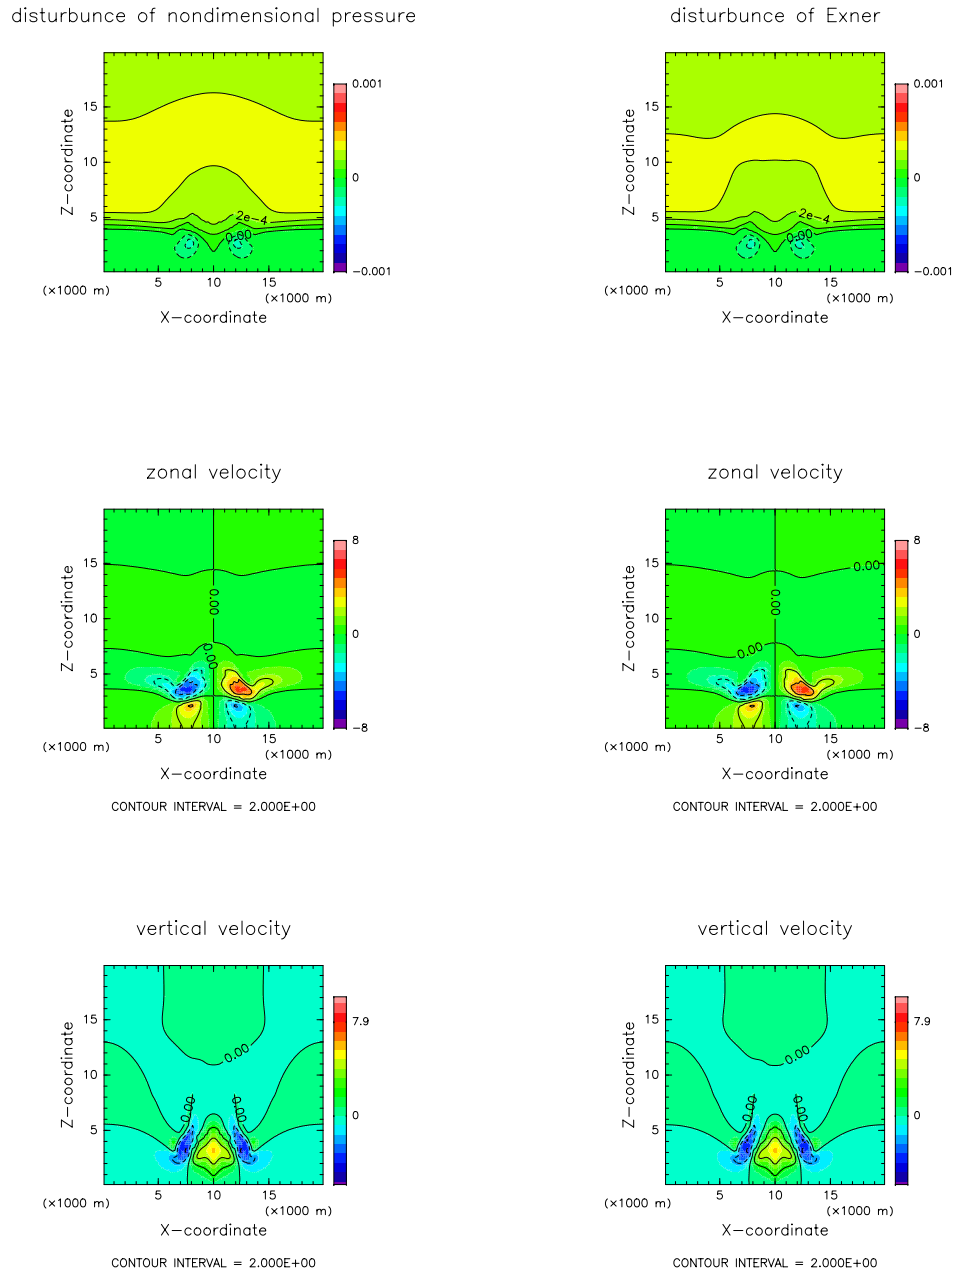 disturbunce of nondimensional pressure
disturbunce of Exner
Z-coordinate
15
10
5
2e-4
0.00
0.001
0
-0.001
5
10
15
(×1000 m)
(×1000 m)
X-coordinate
Z-coordinate
15
10
5
2e-4
0.00
0.001
0
-0.001
5
10
15
(×1000 m)
(×1000 m)
X-coordinate
zonal velocity
zonal velocity
Z-coordinate
15
10
5
0.00
0.00
8
0
-8
5
10
15
(×1000 m)
(×1000 m)
X-coordinate
CONTOUR INTERVAL = 2.000E+00
Z-coordinate
15
10
5
0.00
0.00
0.00
8
0
-8
5
10
15
(×1000 m)
(×1000 m)
X-coordinate
CONTOUR INTERVAL = 2.000E+00
vertical velocity
vertical velocity
Z-coordinate
15
10
5
0.00
0.00
0.00
7.9
0
5
10
15
(×1000 m)
(×1000 m)
X-coordinate
CONTOUR INTERVAL = 2.000E+00
Z-coordinate
15
10
5
0.00
0.00
0.00
7.9
0
5
10
15
(×1000 m)
(×1000 m)
X-coordinate
CONTOUR INTERVAL = 2.000E+00